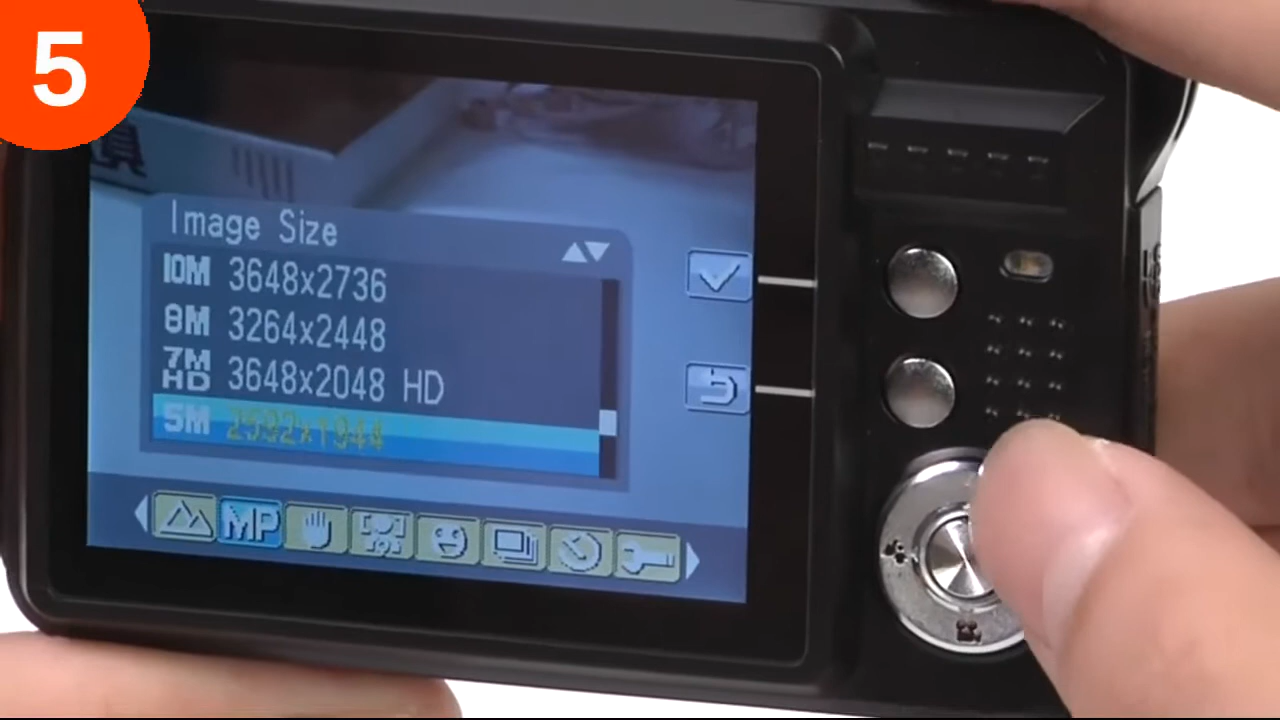 5
Image Size
10M 3648x2736
8M 3264x2448
7M HD 3648x2048 HD
5M 2592x1944
MP